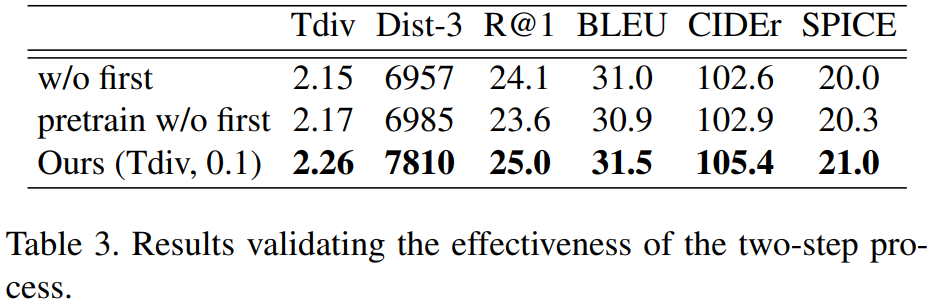 Tdiv Dist-3 R@1 BLEU CIDEr SPICE
w/o first 2.15 6957 24.1 31.0 102.6 20.0
pretrain w/o first 2.17 6985 23.6 30.9 102.9 20.3
Ours (Tdiv, 0.1) 2.26 7810 25.0 31.5 105.4 21.0
Table 3. Results validating the effectiveness of the two-step pro-
cess.